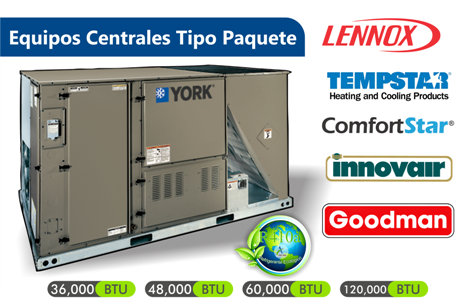 Equipos Centrales Tipo Paquete
LENNOX
TEMPSTAR®
Heating and Cooling Products
YORK
ComfortStar®
innovair
Goodman
R410a
36,000 BTU
48,000 BTU
60,000 BTU
120,000 BTU